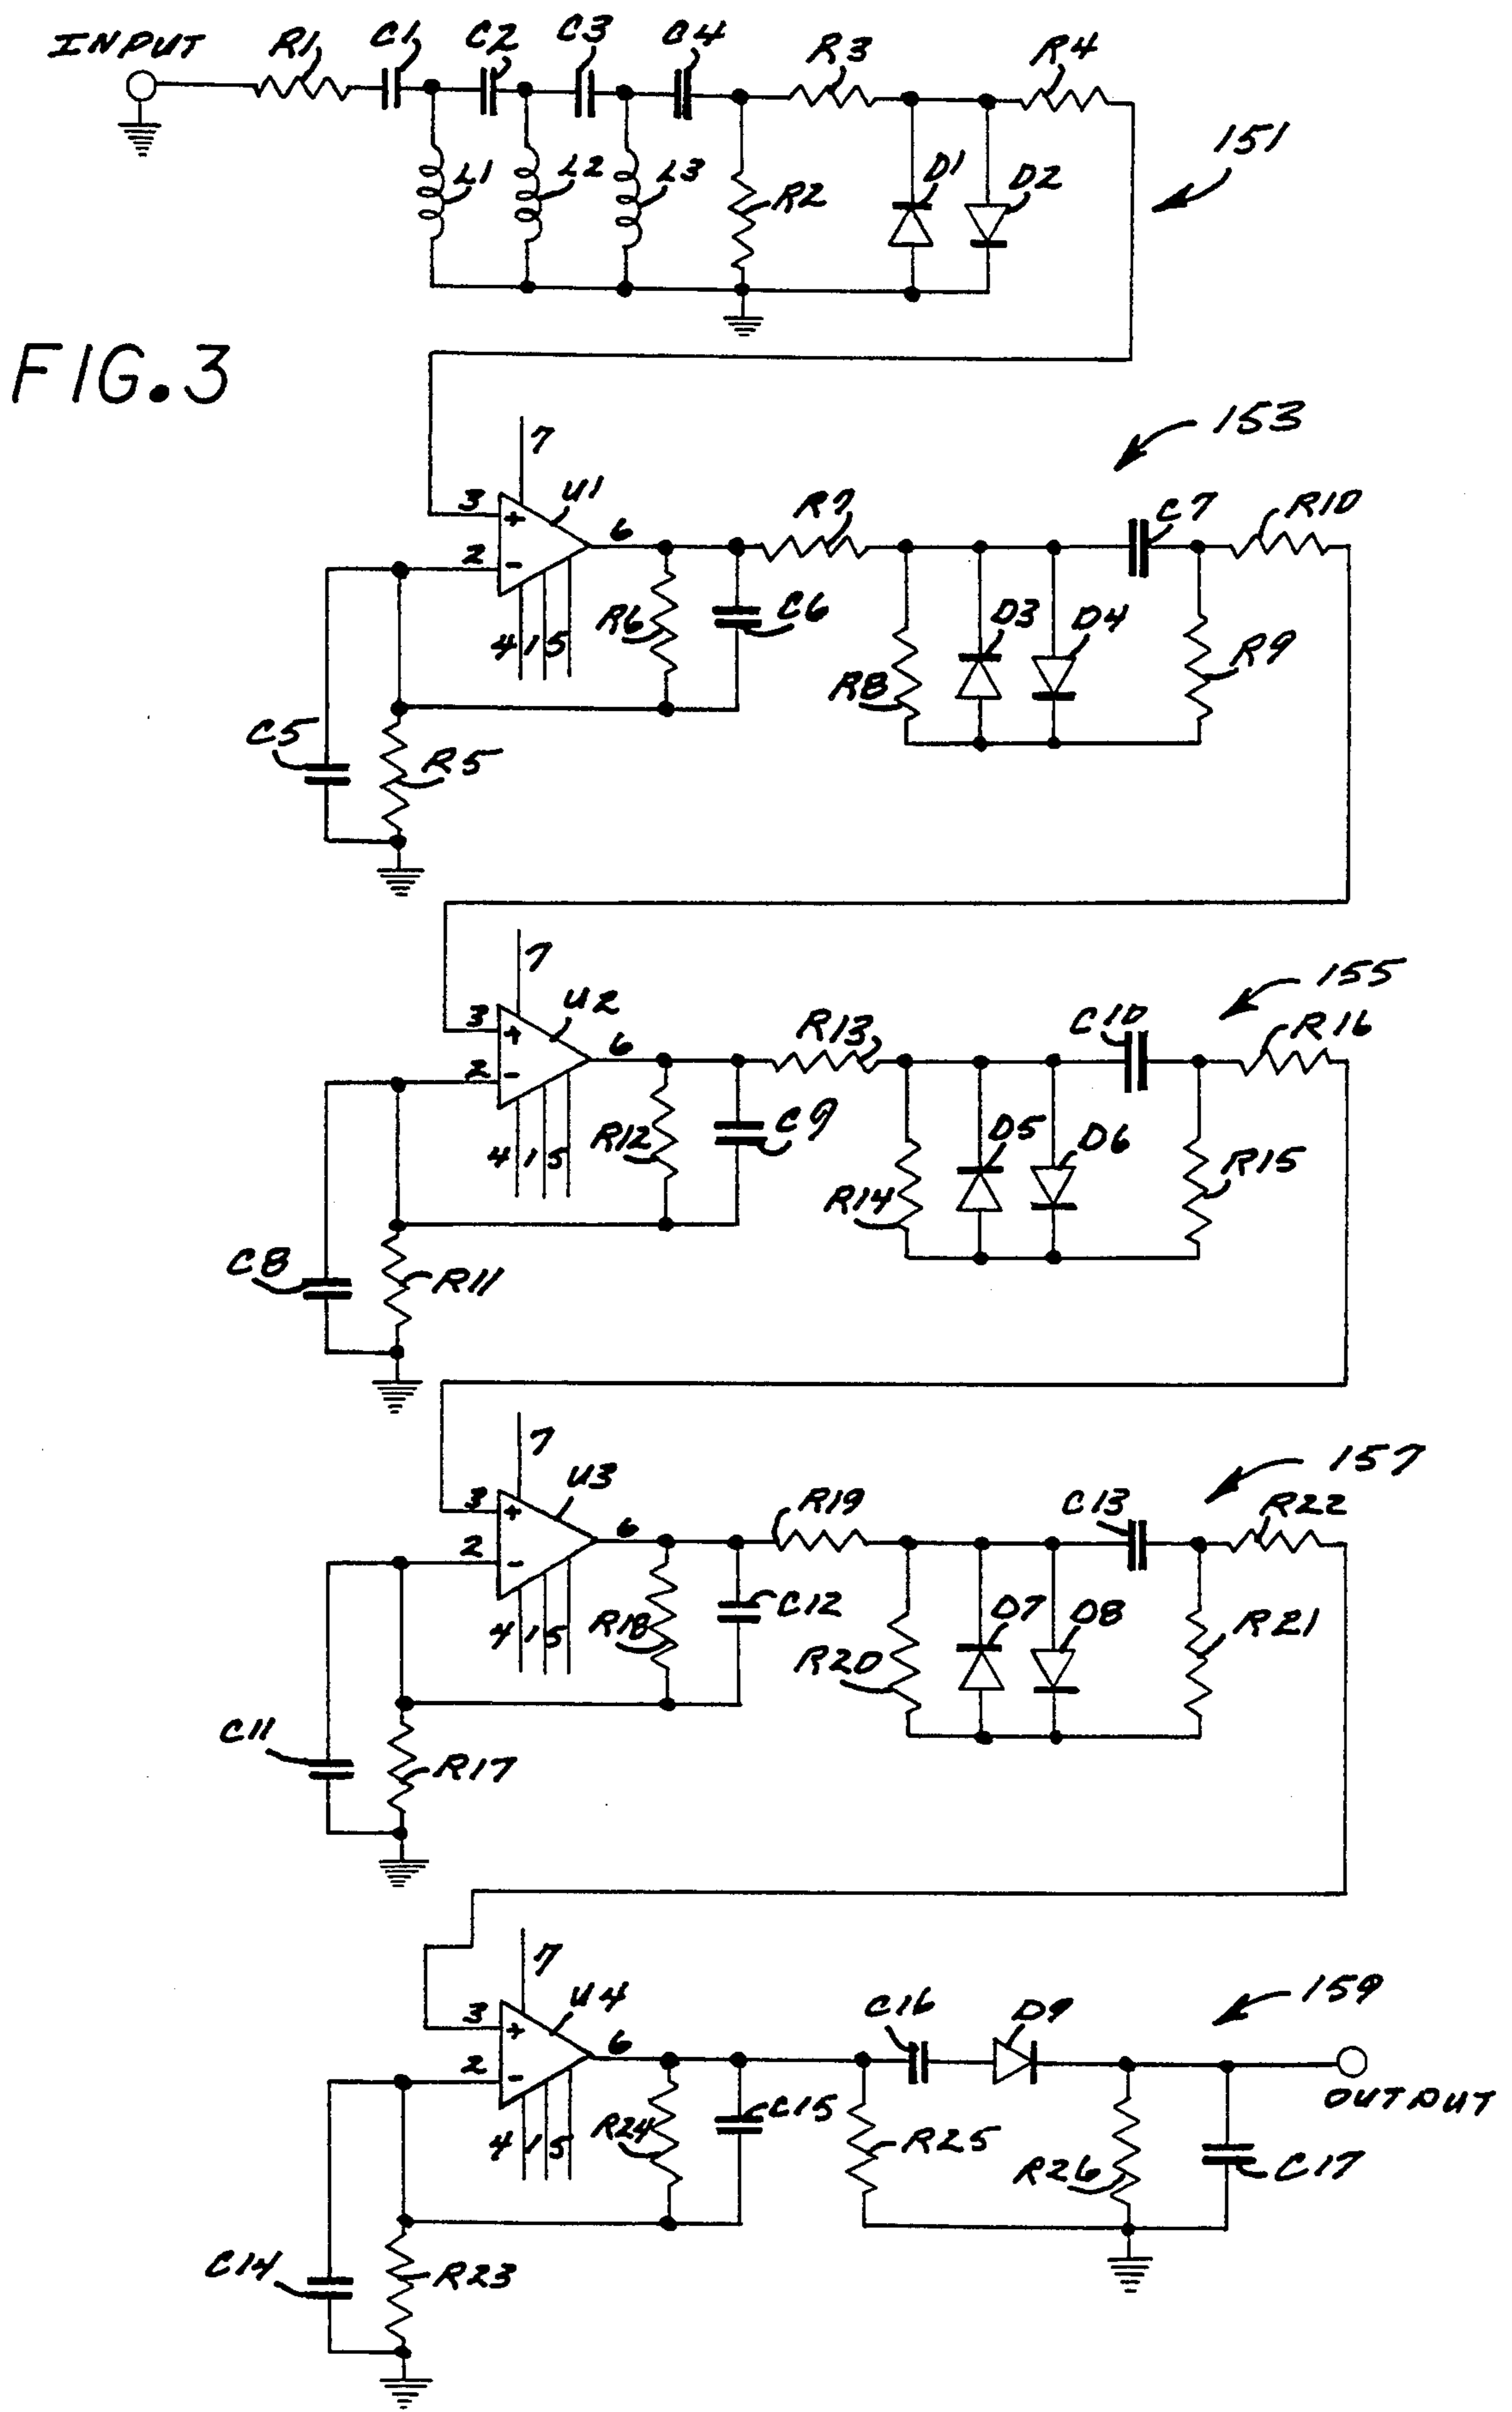 INPUT R1 C1 C2 C3 C4 R3 R4
151
L1 L2 L3 R2 D1 D2
FIG.3
153
7
U1
3 + 6 R7 C7 R10
2 -
4 1 5 R6 C6 R8 D3 D4 R9
C5 R5
155
7
U2
3 + 6 R13 C10 R16
2 -
4 1 5 R12 C9 R14 D5 D6 R15
C8 R11
157
7
U3
3 + 6 R19 C13 R22
2 -
4 1 5 R18 C12 R20 D7 D8 R21
C11 R17
159
7
U4
3 + 6 C16 D9
2 -
OUTPUT
4 1 5 R24 C15 R25 R26 C17
C14 R23